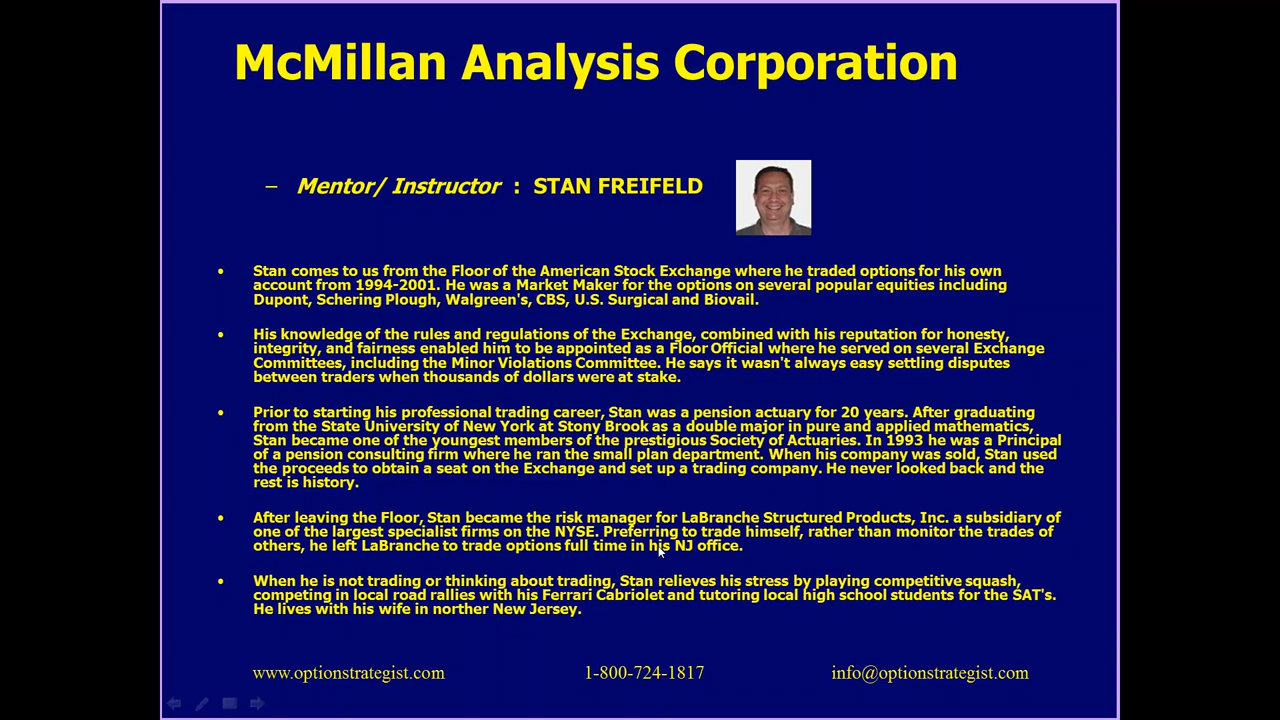 McMillan Analysis Corporation
– Mentor/ Instructor : STAN FREIFELD
• Stan comes to us from the Floor of the American Stock Exchange where he traded options for his own
account from 1994-2001. He was a Market Maker for the options on several popular equities including
Dupont, Schering Plough, Walgreen's, CBS, U.S. Surgical and Biovail.
• His knowledge of the rules and regulations of the Exchange, combined with his reputation for honesty,
integrity, and fairness enabled him to be appointed as a Floor Official where he served on several Exchange
Committees, including the Minor Violations Committee. He says it wasn't always easy settling disputes
between traders when thousands of dollars were at stake.
• Prior to starting his professional trading career, Stan was a pension actuary for 20 years. After graduating
from the State University of New York at Stony Brook as a double major in pure and applied mathematics,
Stan became one of the youngest members of the prestigious Society of Actuaries. In 1993 he was a Principal
of a pension consulting firm where he ran the small plan department. When his company was sold, Stan used
the proceeds to obtain a seat on the Exchange and set up a trading company. He never looked back and the
rest is history.
• After leaving the Floor, Stan became the risk manager for LaBranche Structured Products, Inc. a subsidiary of
one of the largest specialist firms on the NYSE. Preferring to trade himself, rather than monitor the trades of
others, he left LaBranche to trade options full time in his NJ office.
• When he is not trading or thinking about trading, Stan relieves his stress by playing competitive squash,
competing in local road rallies with his Ferrari Cabriolet and tutoring local high school students for the SAT's.
He lives with his wife in norther New Jersey.
www.optionstrategist.com 1-800-724-1817 info@optionstrategist.com